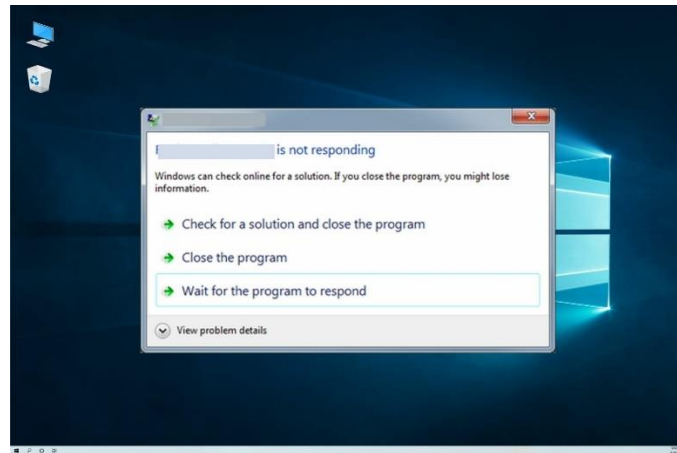 is not responding
Windows can check online for a solution. If you close the program, you might lose
information.
Check for a solution and close the program
Close the program
Wait for the program to respond
View problem details